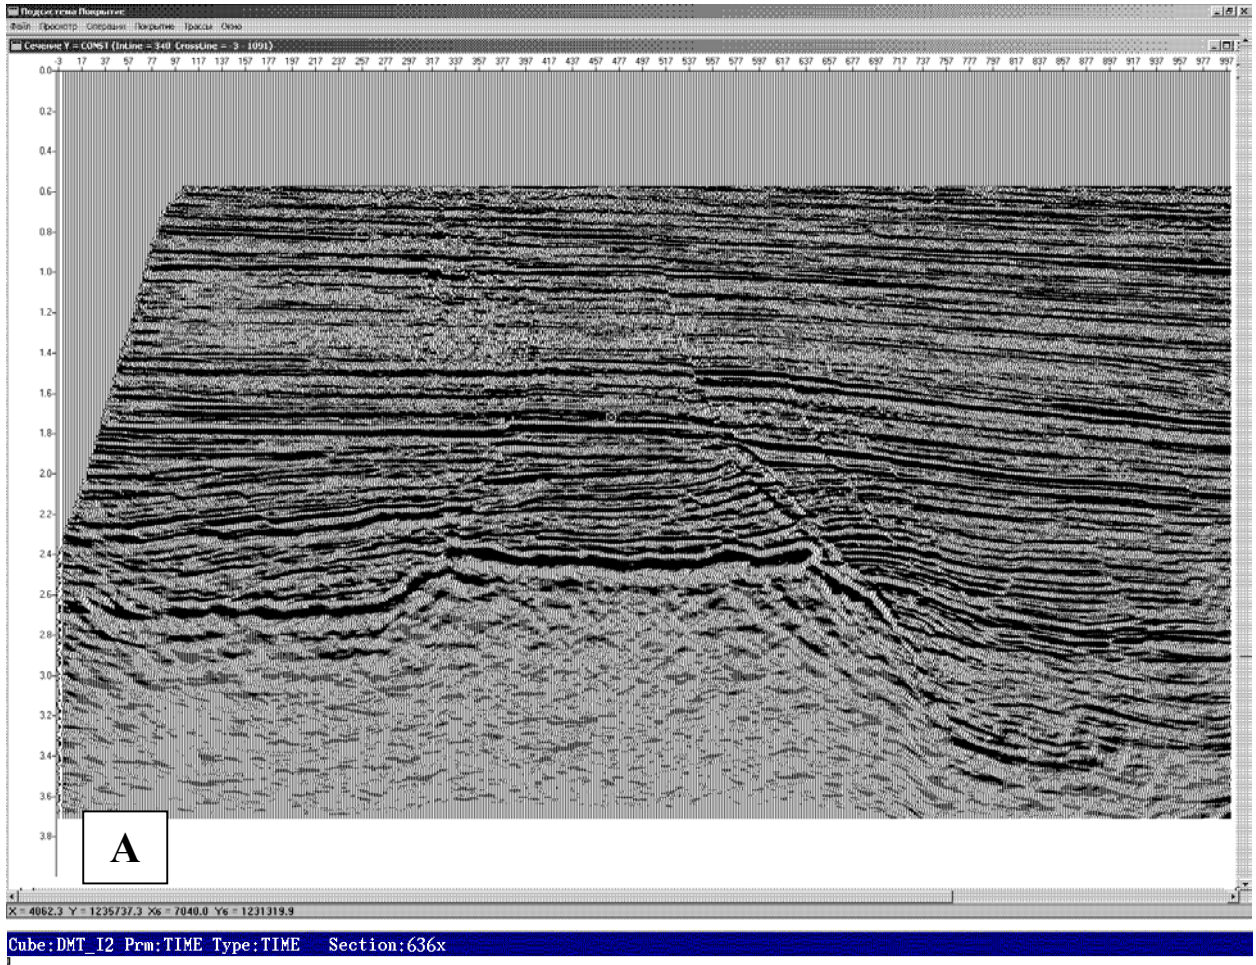 Подсистема Покрытие
Файл Просмотр Операции Покрытие Трассы Окно
Сечение Y = CONST (InLine = 340 CrossLine = -3 - 1091)
-3 17 37 57 77 97 117 137 157 177 197 217 237 257 277 297 317 337 357 377 397 417 437 457 477 497 517 537 557 577 597 617 637 657 677 697 717 737 757 777 797 817 837 857 877 897 917 937 957 977 997
0.0
0.2
0.4
0.6
0.8
1.0
1.2
1.4
1.6
1.8
2.0
2.2
2.4
2.6
2.8
3.0
3.2
3.4
3.6
3.8
A
X = 4062.3 Y = 1235737.3 Xs = 7040.0 Ys = 1231319.9
Cube:DMT_I2 Prm:TIME Type:TIME Section:636x